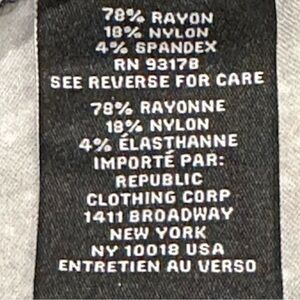 78% RAYON
18% NYLON
4% SPANDEX
RN 93178
SEE REVERSE FOR CARE
78% RAYONNE
18% NYLON
4% ÉLASTHANNE
IMPORTÉ PAR:
REPUBLIC
CLOTHING CORP
1411 BROADWAY
NEW YORK
NY 10018 USA
ENTRETIEN AU VERSO